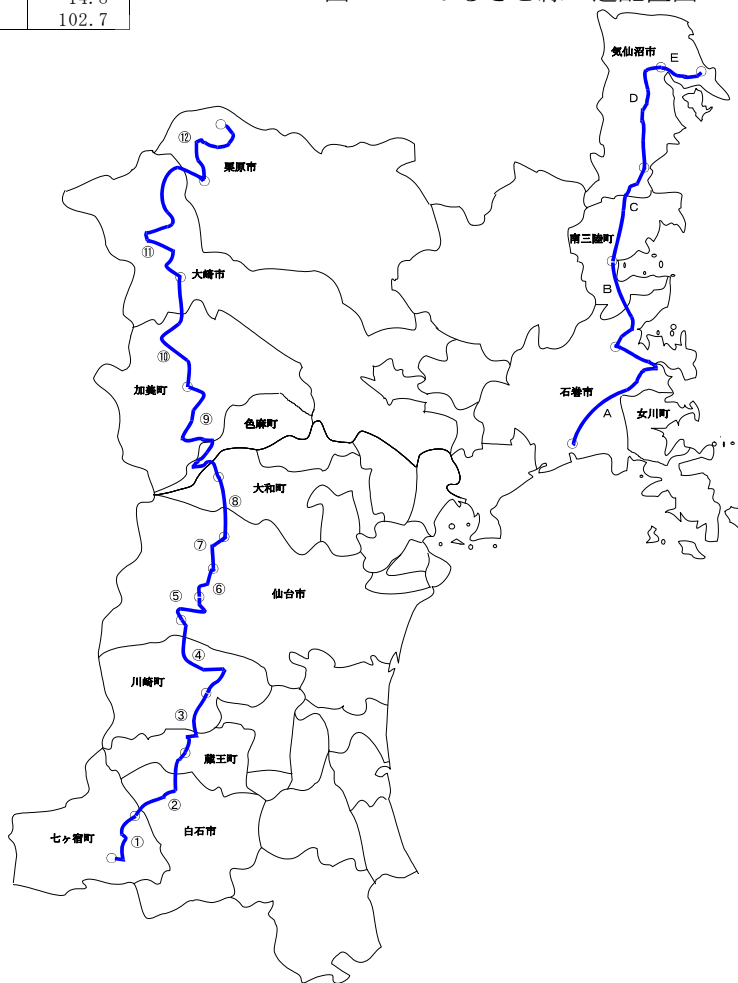 102.7
気仙沼市
E
D
⑫
栗原市
C
南三陸町
⑪
大崎市
B
⑩
加美町
石巻市
A
女川町
⑨
色麻町
大和町
⑧
⑦
⑥
⑤
仙台市
④
川崎町
③
蔵王町
②
七ヶ宿町
①
白石市